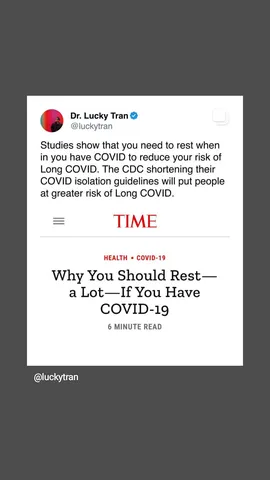 Dr. Lucky Tran
@luckytran
Studies show that you need to rest when
in you have COVID to reduce your risk of
Long COVID. The CDC shortening their
COVID isolation guidelines will put people
at greater risk of Long COVID.
TIME
HEALTH • COVID-19
Why You Should Rest—
a Lot—If You Have
COVID-19
6 MINUTE READ
@luckytran